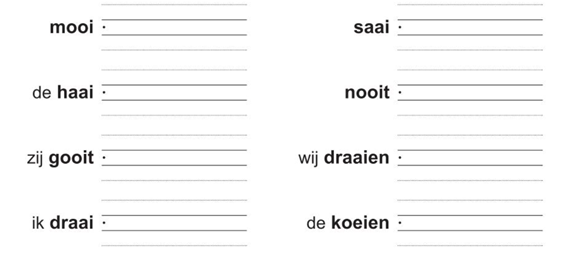 mooi
saai
de haai
nooit
zij gooit
wij draaien
ik draai
de koeien